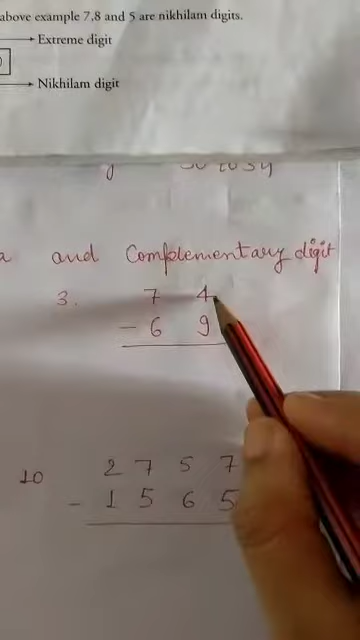 above example 7,8 and 5 are nikhilam digits.
Extreme digit
Nikhilam digit
and Complementary digit
3. 7 4
- 6 9
10 2 7 5 7
- 1 5 6 5